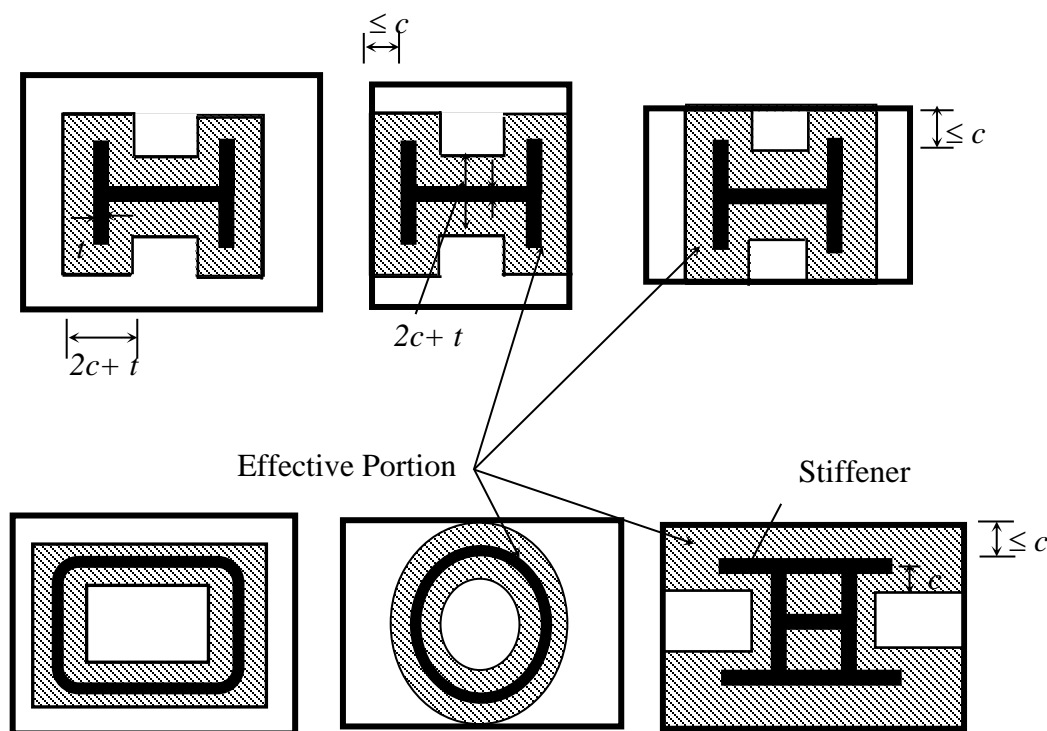 ≤ c
≤ c
t
2c+ t
2c+ t
Effective Portion
Stiffener
≤ c
c